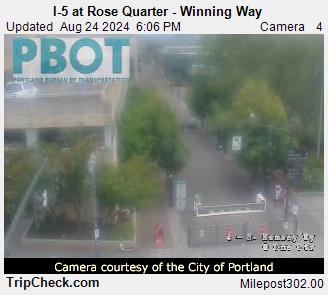 I-5 at Rose Quarter - Winning Way
Updated Aug 24 2024 6:06 PM Camera 4
PBOT
PORTLAND BUREAU OF TRANSPORTATION
Camera courtesy of the City of Portland
TripCheck.com Milepost302.00